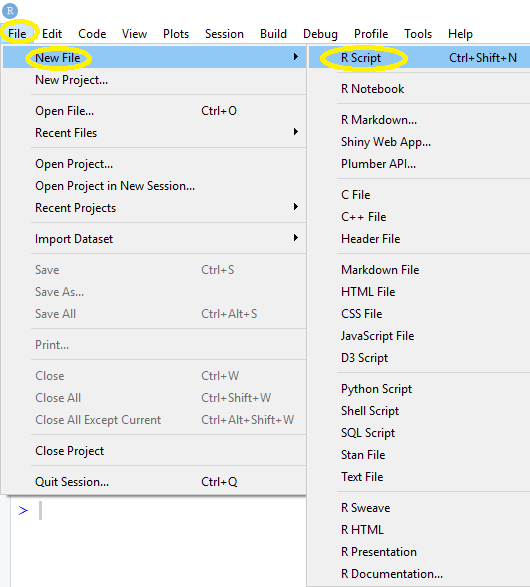 R
File Edit Code View Plots Session Build Debug Profile Tools Help
New File
New Project...
Open File... Ctrl+O
Recent Files
Open Project...
Open Project in New Session...
Recent Projects
Import Dataset
Save Ctrl+S
Save As...
Save All Ctrl+Alt+S
Print...
Close Ctrl+W
Close All Ctrl+Shift+W
Close All Except Current Ctrl+Alt+Shift+W
Close Project
Quit Session... Ctrl+Q
>
R Script Ctrl+Shift+N
R Notebook
R Markdown...
Shiny Web App...
Plumber API...
C File
C++ File
Header File
Markdown File
HTML File
CSS File
JavaScript File
D3 Script
Python Script
Shell Script
SQL Script
Stan File
Text File
R Sweave
R HTML
R Presentation
R Documentation...